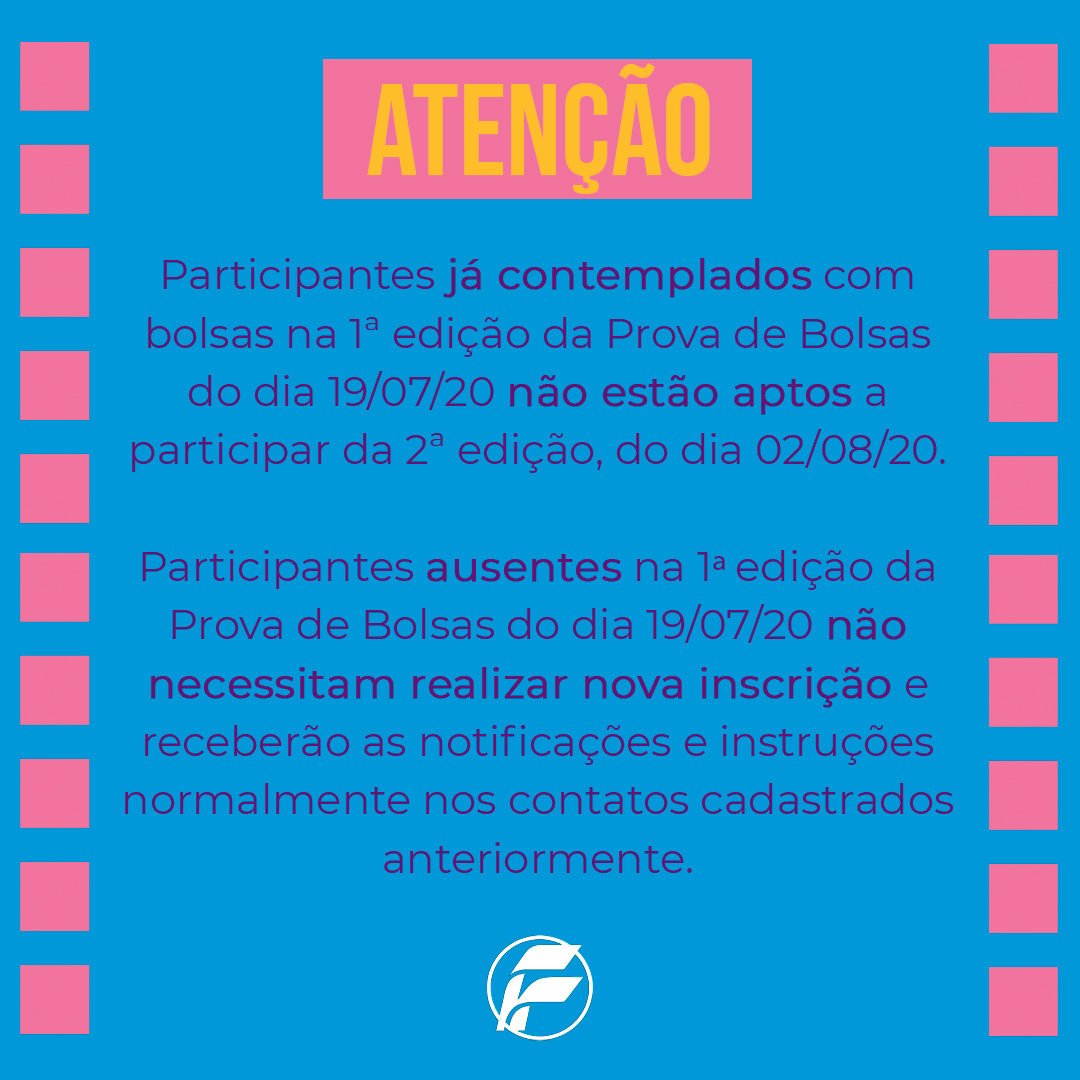 ATENÇÃO
Participantes já contemplados com
bolsas na 1ª edição da Prova de Bolsas
do dia 19/07/20 não estão aptos a
participar da 2ª edição, do dia 02/08/20.
Participantes ausentes na 1ª edição da
Prova de Bolsas do dia 19/07/20 não
necessitam realizar nova inscrição e
receberão as notificações e instruções
normalmente nos contatos cadastrados
anteriormente.